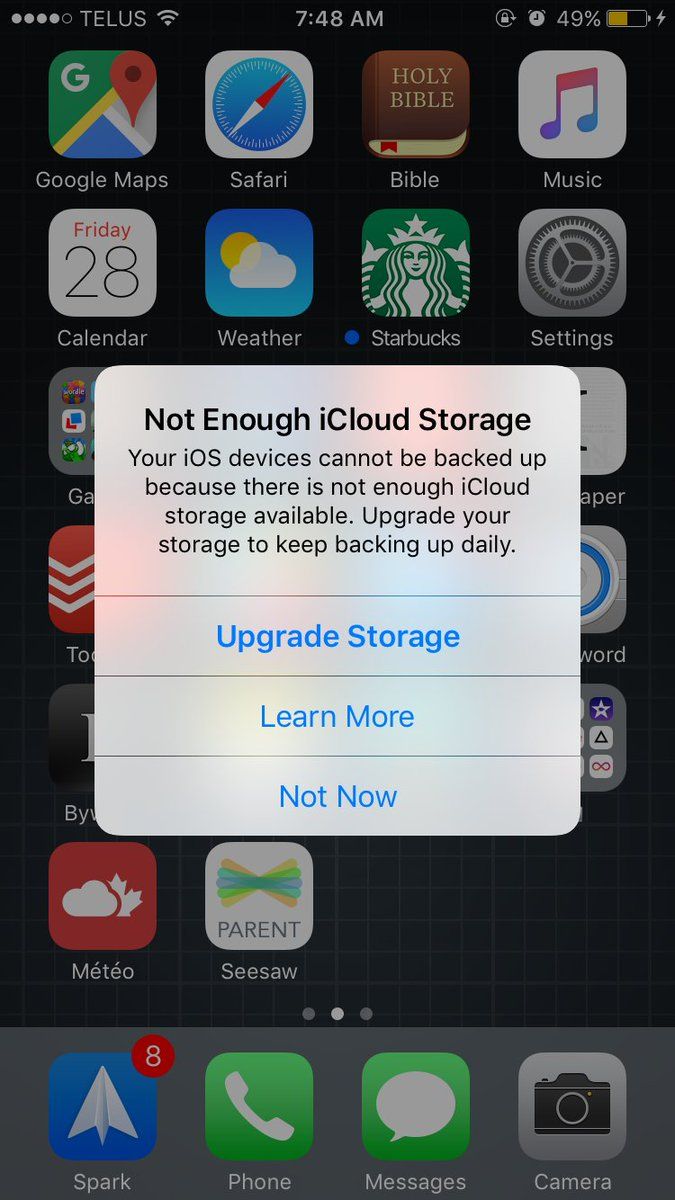 TELUS 7:48 AM 49%
G HOLY
BIBLE
Google Maps Safari Bible Music
Friday
28
Calendar Weather Starbucks Settings
Not Enough iCloud Storage
Your iOS devices cannot be backed up
because there is not enough iCloud
storage available. Upgrade your
storage to keep backing up daily.
Ga aper
Upgrade Storage
Too word
Learn More
Not Now
Byw
PARENT
Météo Seesaw
8
Spark Phone Messages Camera